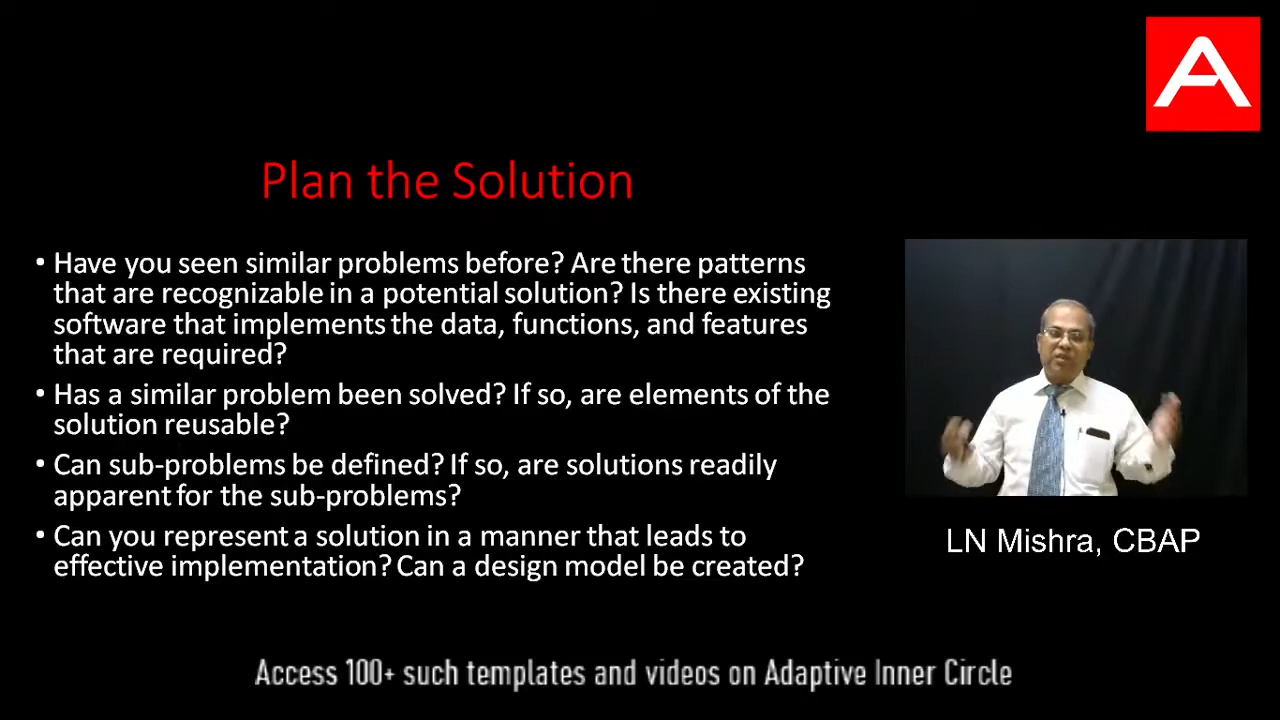 A
Plan the Solution
• Have you seen similar problems before? Are there patterns
that are recognizable in a potential solution? Is there existing
software that implements the data, functions, and features
that are required?
• Has a similar problem been solved? If so, are elements of the
solution reusable?
• Can sub-problems be defined? If so, are solutions readily
apparent for the sub-problems?
• Can you represent a solution in a manner that leads to
effective implementation? Can a design model be created?
LN Mishra, CBAP
Access 100+ such templates and videos on Adaptive Inner Circle